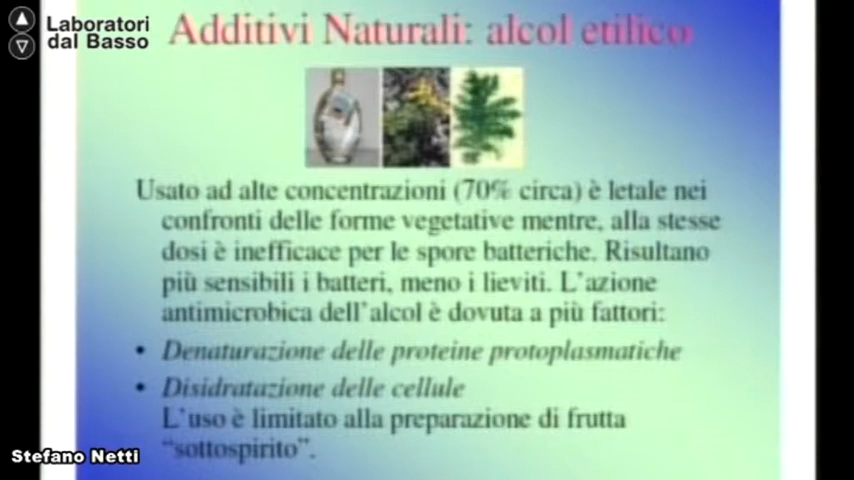 Laboratori
dal Basso
Additivi Naturali: alcol etilico
Usato ad alte concentrazioni (70% circa) è letale nei
confronti delle forme vegetative mentre, alla stesse
dosi è inefficace per le spore batteriche. Risultano
più sensibili i batteri, meno i lieviti. L'azione
antimicrobica dell'alcol è dovuta a più fattori:
• Denaturazione delle proteine protoplasmatiche
• Disidratazione delle cellule
L'uso è limitato alla preparazione di frutta
"sottospirito".
Stefano Netti